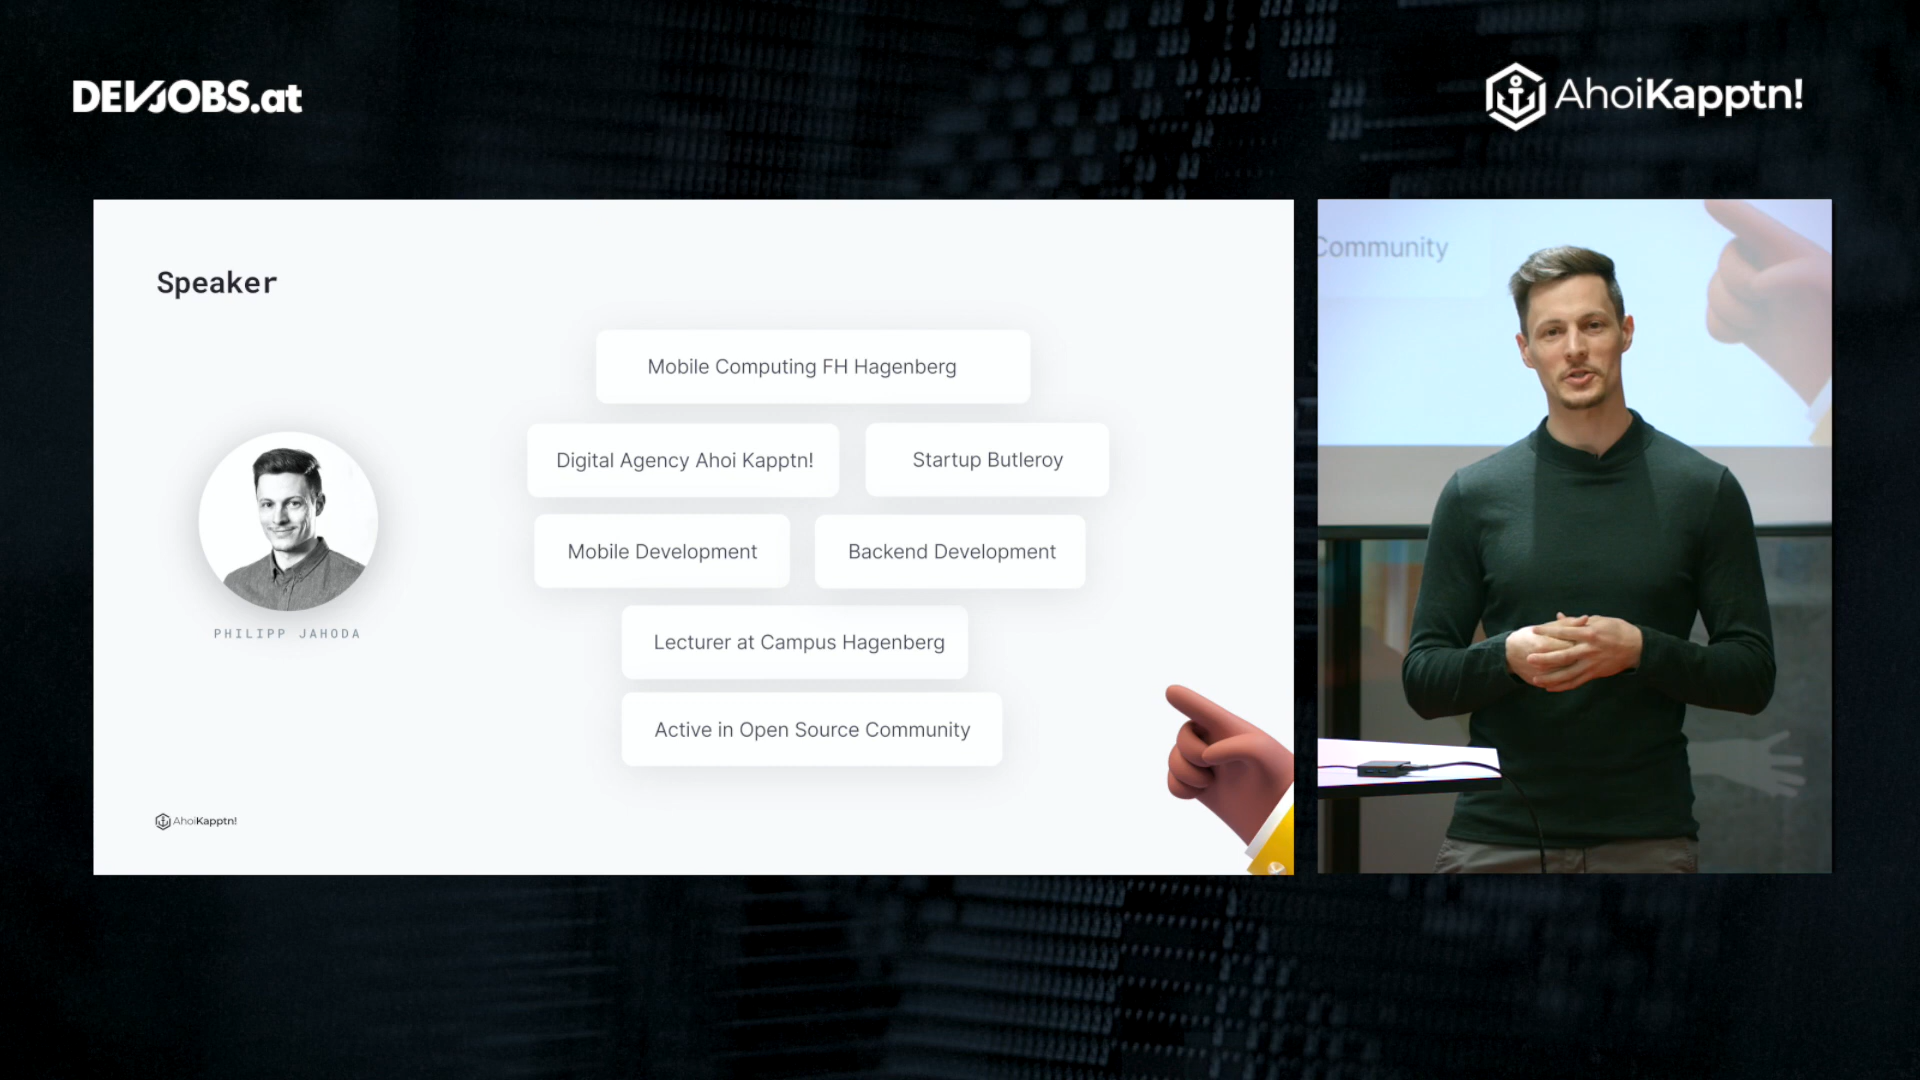 DEVJOBS.at
AhoiKapptn!
Speaker
Mobile Computing FH Hagenberg
Digital Agency Ahoi Kapptn!
Startup Butleroy
Mobile Development
Backend Development
Lecturer at Campus Hagenberg
Active in Open Source Community
PHILIPP JAHODA
AhoiKapptn!
Community